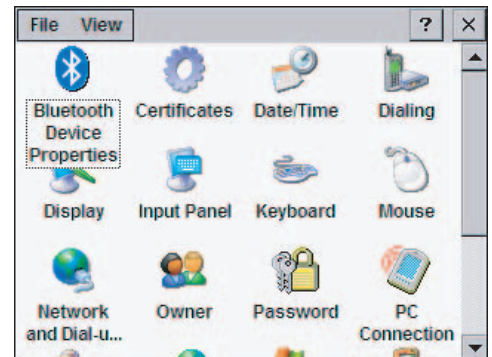 File View ? ×
Bluetooth Device Properties
Certificates
Date/Time
Dialing
Display
Input Panel
Keyboard
Mouse
Network and Dial-u...
Owner
Password
PC Connection